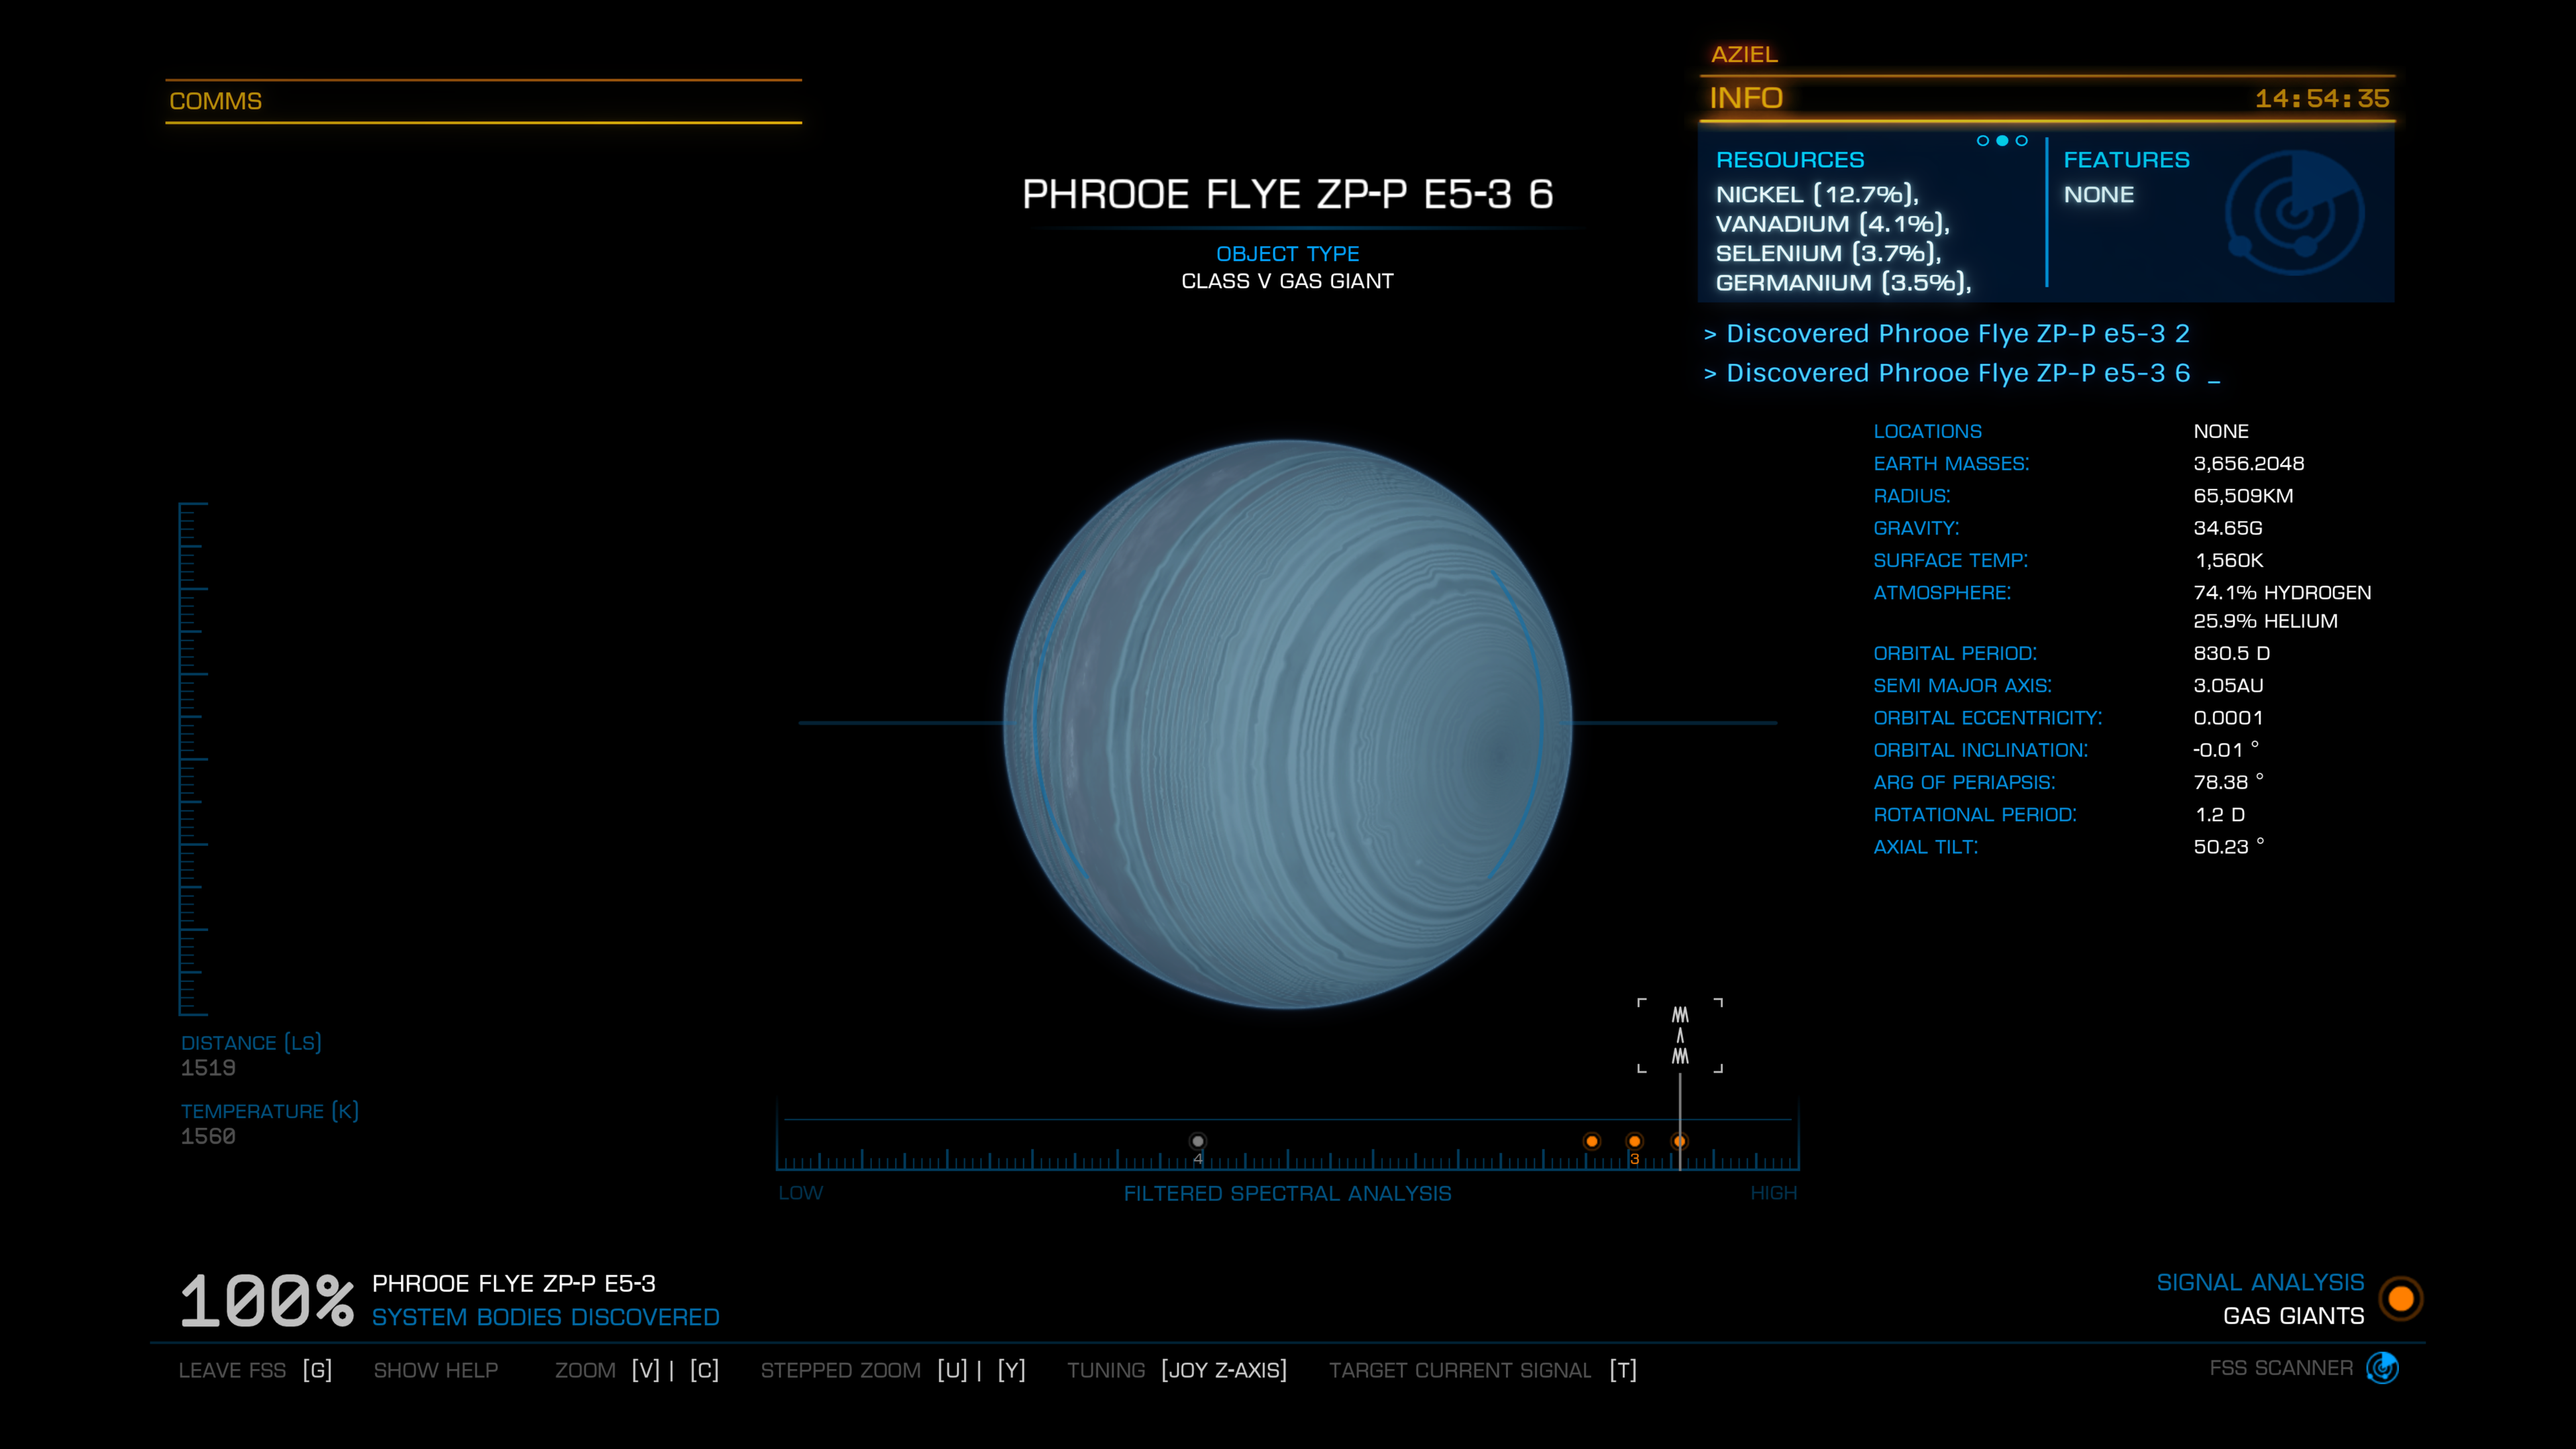 COMMS
AZIEL
INFO 14:54:35
RESOURCES
NICKEL (12.7%),
VANADIUM (4.1%),
SELENIUM (3.7%),
GERMANIUM (3.5%),
FEATURES
NONE
PHROOE FLYE ZP-P E5-3 6
OBJECT TYPE
CLASS V GAS GIANT
> Discovered Phrooe Flye ZP-P e5-3 2
> Discovered Phrooe Flye ZP-P e5-3 6 _
LOCATIONS NONE
EARTH MASSES: 3,656.2048
RADIUS: 65,509KM
GRAVITY: 34.65G
SURFACE TEMP: 1,560K
ATMOSPHERE: 74.1% HYDROGEN
25.9% HELIUM
ORBITAL PERIOD: 830.5 D
SEMI MAJOR AXIS: 3.05AU
ORBITAL ECCENTRICITY: 0.0001
ORBITAL INCLINATION: -0.01 °
ARG OF PERIAPSIS: 78.38 °
ROTATIONAL PERIOD: 1.2 D
AXIAL TILT: 50.23 °
DISTANCE (LS)
1519
TEMPERATURE (K)
1560
4 3
LOW FILTERED SPECTRAL ANALYSIS HIGH
100% PHROOE FLYE ZP-P E5-3
SYSTEM BODIES DISCOVERED
SIGNAL ANALYSIS
GAS GIANTS
LEAVE FSS [G] SHOW HELP ZOOM [V] | [C] STEPPED ZOOM [U] | [Y] TUNING [JOY Z-AXIS] TARGET CURRENT SIGNAL [T] FSS SCANNER